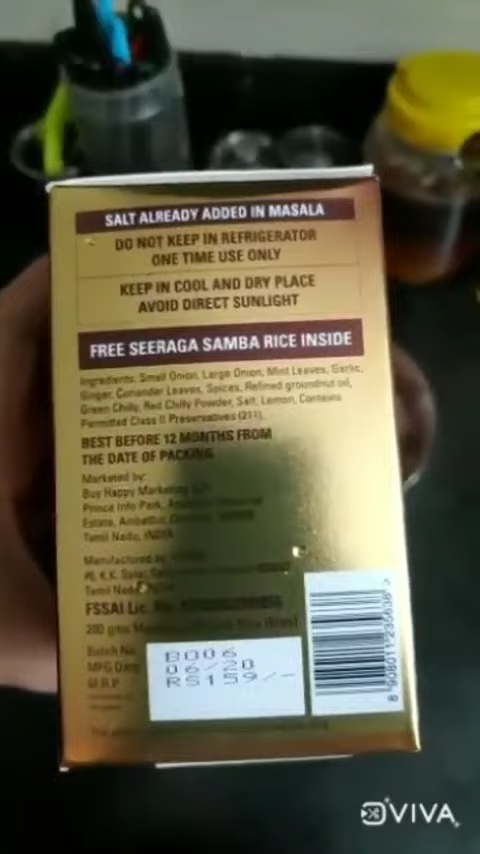 SALT ALREADY ADDED IN MASALA
DO NOT KEEP IN REFRIGERATOR
ONE TIME USE ONLY
KEEP IN COOL AND DRY PLACE
AVOID DIRECT SUNLIGHT
FREE SEERAGA SAMBA RICE INSIDE
Ingredients: Small Onion, Large Onion, Mint Leaves, Garlic,
Ginger, Coriander Leaves, Spices, Refined groundnut oil,
Green Chilly, Red Chilly Powder, Salt, Lemon, Contains
Permitted Class II Preservatives (211).
BEST BEFORE 12 MONTHS FROM
THE DATE OF PACKING
Marketed by:
Buy Happy Marketing LLP
Prince Info Park,
Estate, Ambattur,
Tamil Nadu, INDIA
Manufactured by
#6, K.K.
Tamil Nadu
FSSAI Lic. No.
200 gms
Batch No. B006
MFG Date 06/20
M.R.P RS159/-
VIVA